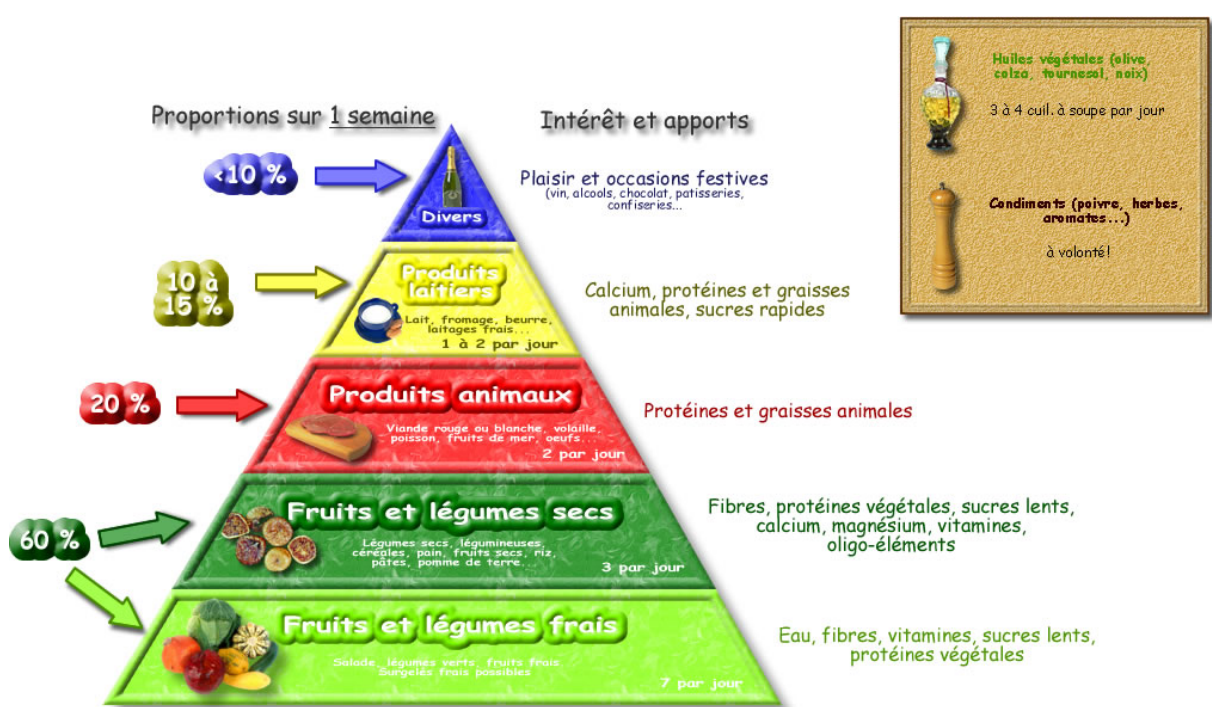 Proportions sur 1 semaine
Intérêt et apports
<10 %
Divers
Plaisir et occasions festives
(vin, alcools, chocolat, patisseries,
confiseries...
10 à
15 %
Produits
laitiers
Lait, fromage, beurre,
laitages frais...
1 à 2 par jour
Calcium, protéines et graisses
animales, sucres rapides
20 %
Produits animaux
Viande rouge ou blanche, volaille,
poisson, fruits de mer, oeufs...
2 par jour
Protéines et graisses animales
60 %
Fruits et légumes secs
Légumes secs, légumineuses,
céréales, pain, fruits secs, riz,
pâtes, pomme de terre...
3 par jour
Fibres, protéines végétales, sucres lents,
calcium, magnésium, vitamines,
oligo-éléments
Fruits et légumes frais
Salade, légumes verts, fruits frais.
Surgelés frais possibles
7 par jour
Eau, fibres, vitamines, sucres lents,
protéines végétales
Huiles végétales (olive,
colza, tournesol, noix)
3 à 4 cuil. à soupe par jour
Condiments (poivre, herbes,
aromates...)
à volonté!